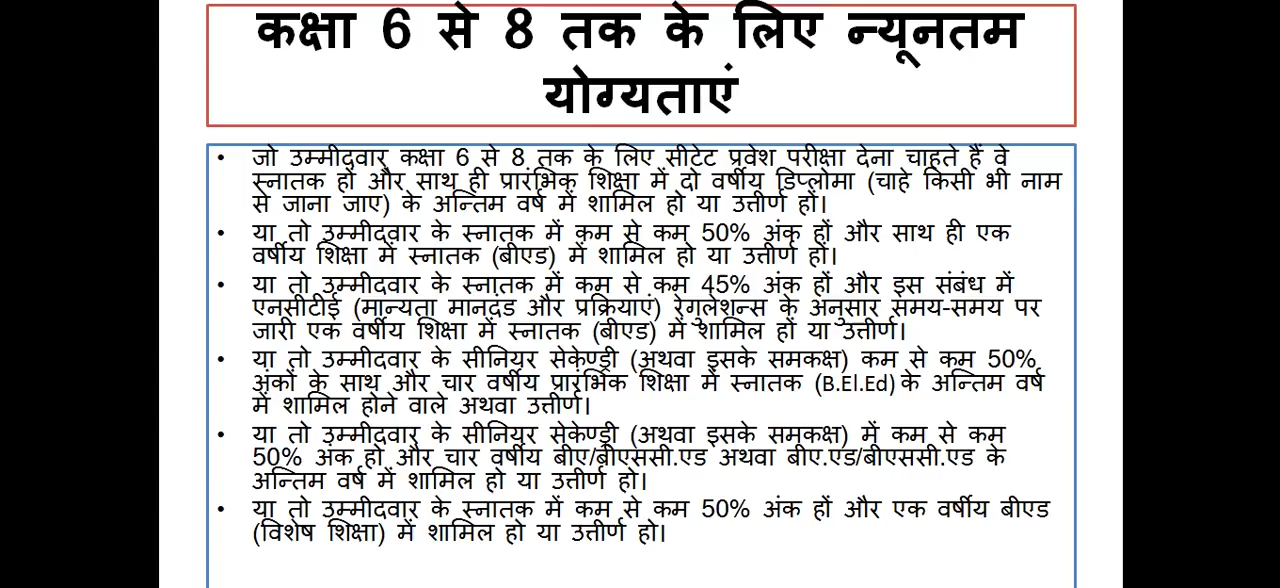 कक्षा 6 से 8 तक के लिए न्यूनतम
योग्यताएं
• जो उम्मीदवार कक्षा 6 से 8 तक के लिए सीटेट प्रवेश परीक्षा देना चाहते हैं वे
स्नातक हों और साथ ही प्रारंभिक शिक्षा में दो वर्षीय डिप्लोमा (चाहे किसी भी नाम
से जाना जाए) के अन्तिम वर्ष में शामिल हो या उत्तीर्ण हों।
• या तो उम्मीदवार के स्नातक में कम से कम 50% अंक हों और साथ ही एक
वर्षीय शिक्षा में स्नातक (बीएड) में शामिल हो या उत्तीर्ण हों।
• या तो उम्मीदवार के स्नातक में कम से कम 45% अंक हों और इस संबंध में
एनसीटीई (मान्यता मानदंड और प्रक्रियाएं) रेगुलेशन्स के अनुसार समय-समय पर
जारी एक वर्षीय शिक्षा में स्नातक (बीएड) में शामिल हों या उत्तीर्ण।
• या तो उम्मीदवार के सीनियर सेकेण्ड्री (अथवा इसके समकक्ष) कम से कम 50%
अंकों के साथ और चार वर्षीय प्रारंभिक शिक्षा में स्नातक (B.El.Ed) के अन्तिम वर्ष
में शामिल होने वाले अथवा उत्तीर्ण।
• या तो उम्मीदवार के सीनियर सेकेण्ड्री (अथवा इसके समकक्ष) में कम से कम
50% अंक हों और चार वर्षीय बीए/बीएससी.एड अथवा बीए.एड/बीएससी.एड के
अन्तिम वर्ष में शामिल हो या उत्तीर्ण हो।
• या तो उम्मीदवार के स्नातक में कम से कम 50% अंक हों और एक वर्षीय बीएड
(विशेष शिक्षा) में शामिल हो या उत्तीर्ण हो।